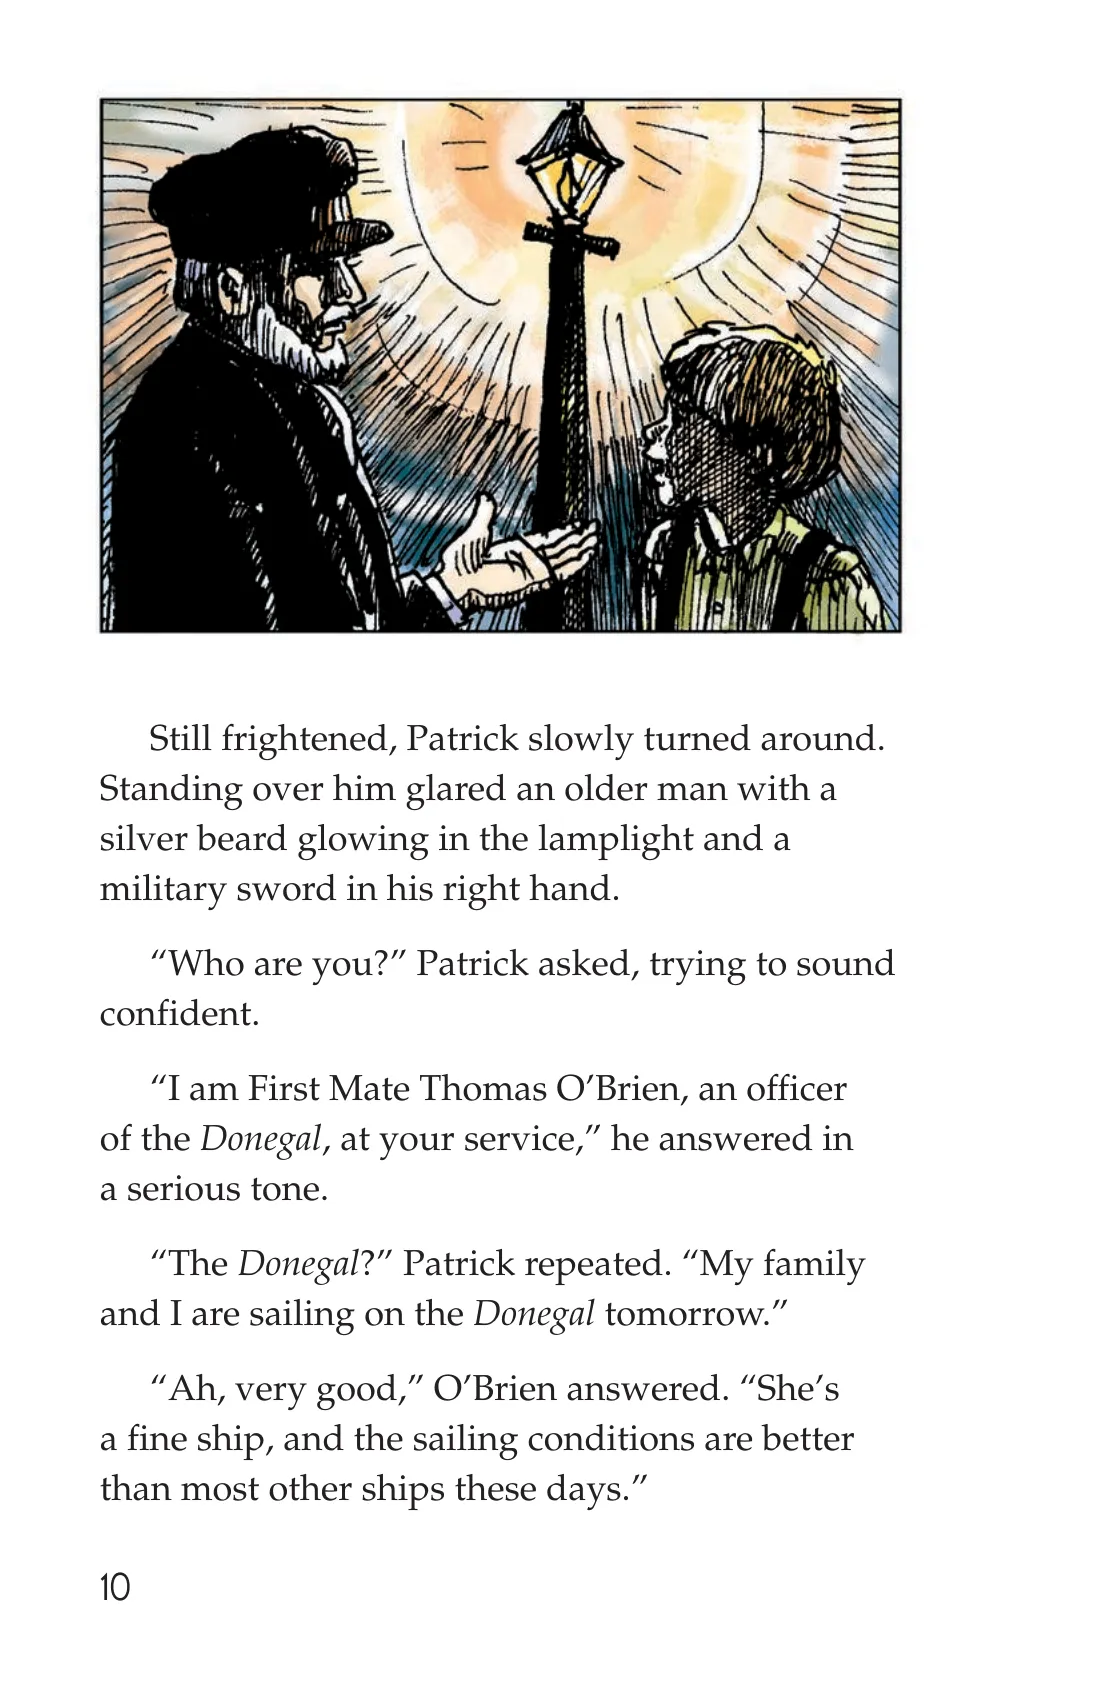 Still frightened, Patrick slowly turned around.
Standing over him glared an older man with a
silver beard glowing in the lamplight and a
military sword in his right hand.
“Who are you?” Patrick asked, trying to sound
confident.
“I am First Mate Thomas O’Brien, an officer
of the Donegal, at your service,” he answered in
a serious tone.
“The Donegal?” Patrick repeated. “My family
and I are sailing on the Donegal tomorrow.”
“Ah, very good,” O’Brien answered. “She’s
a fine ship, and the sailing conditions are better
than most other ships these days.”
10